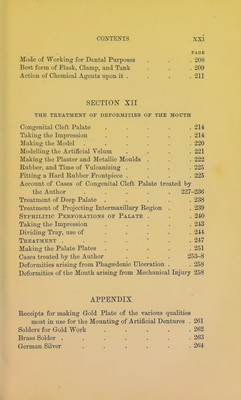 CONTENTS xxi
PAGE
Mode of Working for Dental Purposes . . . 208
Best form of Flask, Clamp, and Tank . . . 209
Action of Chemical Agents upon it . . . . 211
SECTION XII
THE TREATMENT OF DEFORMITIES OF THE MOUTH
Congenital Cleft Palate . . . . . 214
Taking the Impression . . . . . 214
Making the Model . . . . . 220
Modelling the Artificial Velum . . . . 221
Making the Plaster and Metallic Moulds . . . 222
Rubber, and Time of Vulcanizing . . . . 225
Fitting a Hard Rubber Frontpiece . . . . 225
Account of Cases of Congenital Cleft Palate treated by
the Author . . . . 227-236
Treatment of Deep Palate . . . . . 238
Treatment of Projecting Intermaxillary Region . . 239
Syphilitic Perforations of Palate . . . 240
Taking the Impression . . . . . 243
Dividing Tray, use of . . . . . 244
Treatment . . . . . . 247
Making the Palate Plates . . . . . 251
Cases treated by the Author . . . . 253-8
Deformities arising from Phagedenic Ulceration . . 258
Deformities of the Mouth arising from Mechanical Injury 258
APPENDIX
Receipts for making Gold Plate of the various qualities
most in use for the Mounting of Artificial Dentures . 261
Solders for Gold Work . . . . . 262
Brass Solder . . . . . . 263
German Silver . . . . . 264